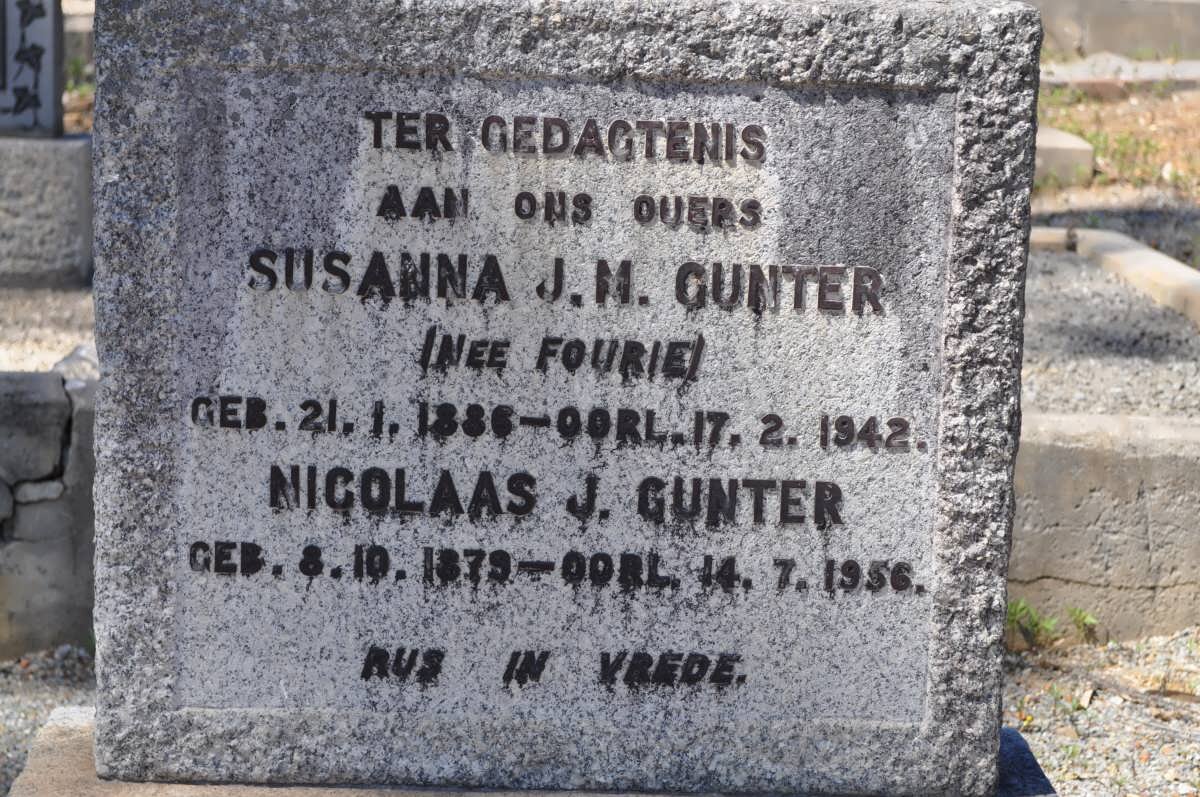 TER GEDAGTENIS
AAN ONS OUERS
SUSANNA J. M. GUNTER
(NEE FOURIE)
GEB. 21. 1. 1886 - OORL. 17. 2. 1942.
NICOLAAS J. GUNTER
GEB. 8. 10. 1879 - OORL. 14. 7. 1956.
RUS IN VREDE.